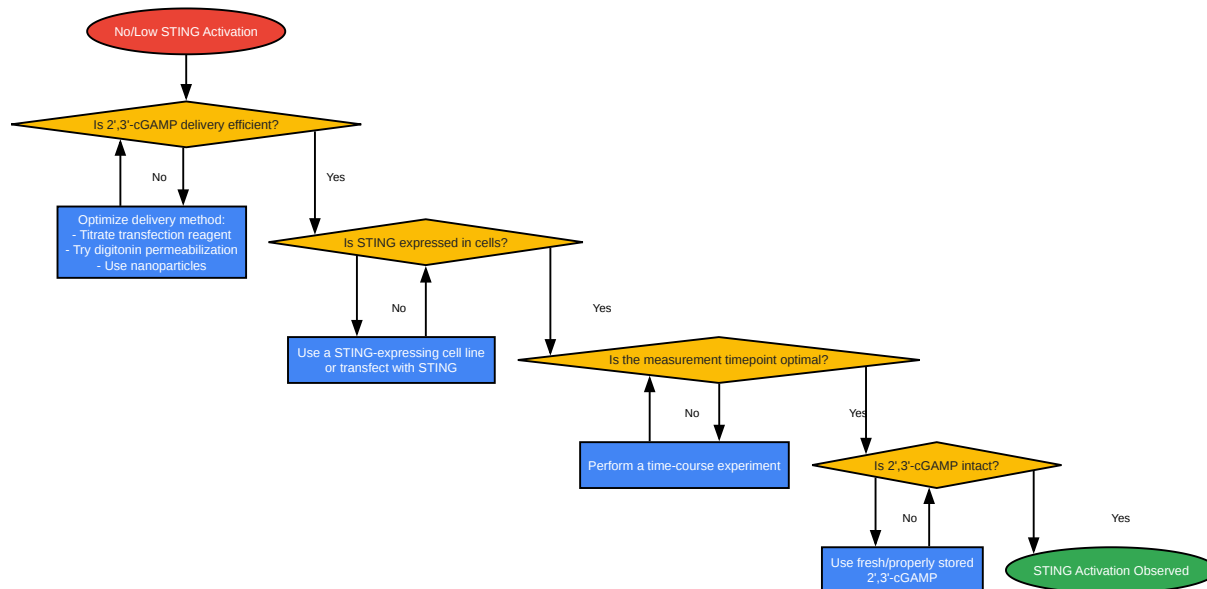 No/Low STING Activation
Is 2',3'-cGAMP delivery efficient?
No
Yes
Optimize delivery method:
- Titrate transfection reagent
- Try digitonin permeabilization
- Use nanoparticles
Is STING expressed in cells?
No
Yes
Use a STING-expressing cell line
or transfect with STING
Is the measurement timepoint optimal?
No
Yes
Perform a time-course experiment
Is 2',3'-cGAMP intact?
No
Yes
Use fresh/properly stored
2',3'-cGAMP
STING Activation Observed